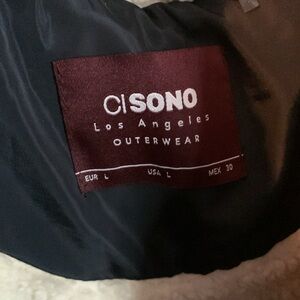 CISONO
Los Angeles
OUTERWEAR
EUR L USA L MEX 30